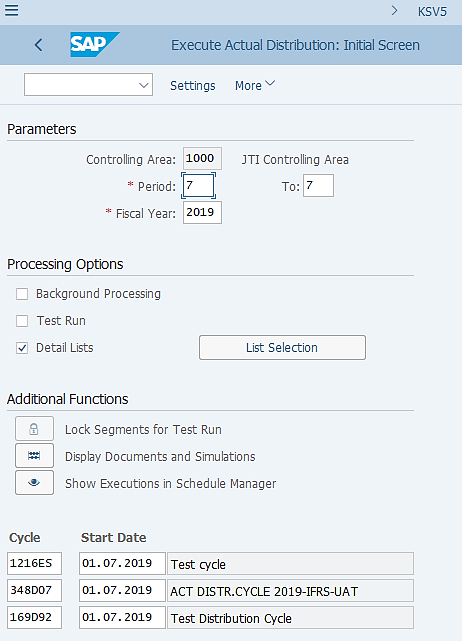 KSV5
SAP Execute Actual Distribution: Initial Screen
Settings More
Parameters
Controlling Area: 1000 JTI Controlling Area
* Period: 7 To: 7
* Fiscal Year: 2019
Processing Options
Background Processing
Test Run
Detail Lists List Selection
Additional Functions
Lock Segments for Test Run
Display Documents and Simulations
Show Executions in Schedule Manager
Cycle Start Date
1216ES 01.07.2019 Test cycle
348D07 01.07.2019 ACT DISTR.CYCLE 2019-IFRS-UAT
169D92 01.07.2019 Test Distribution Cycle